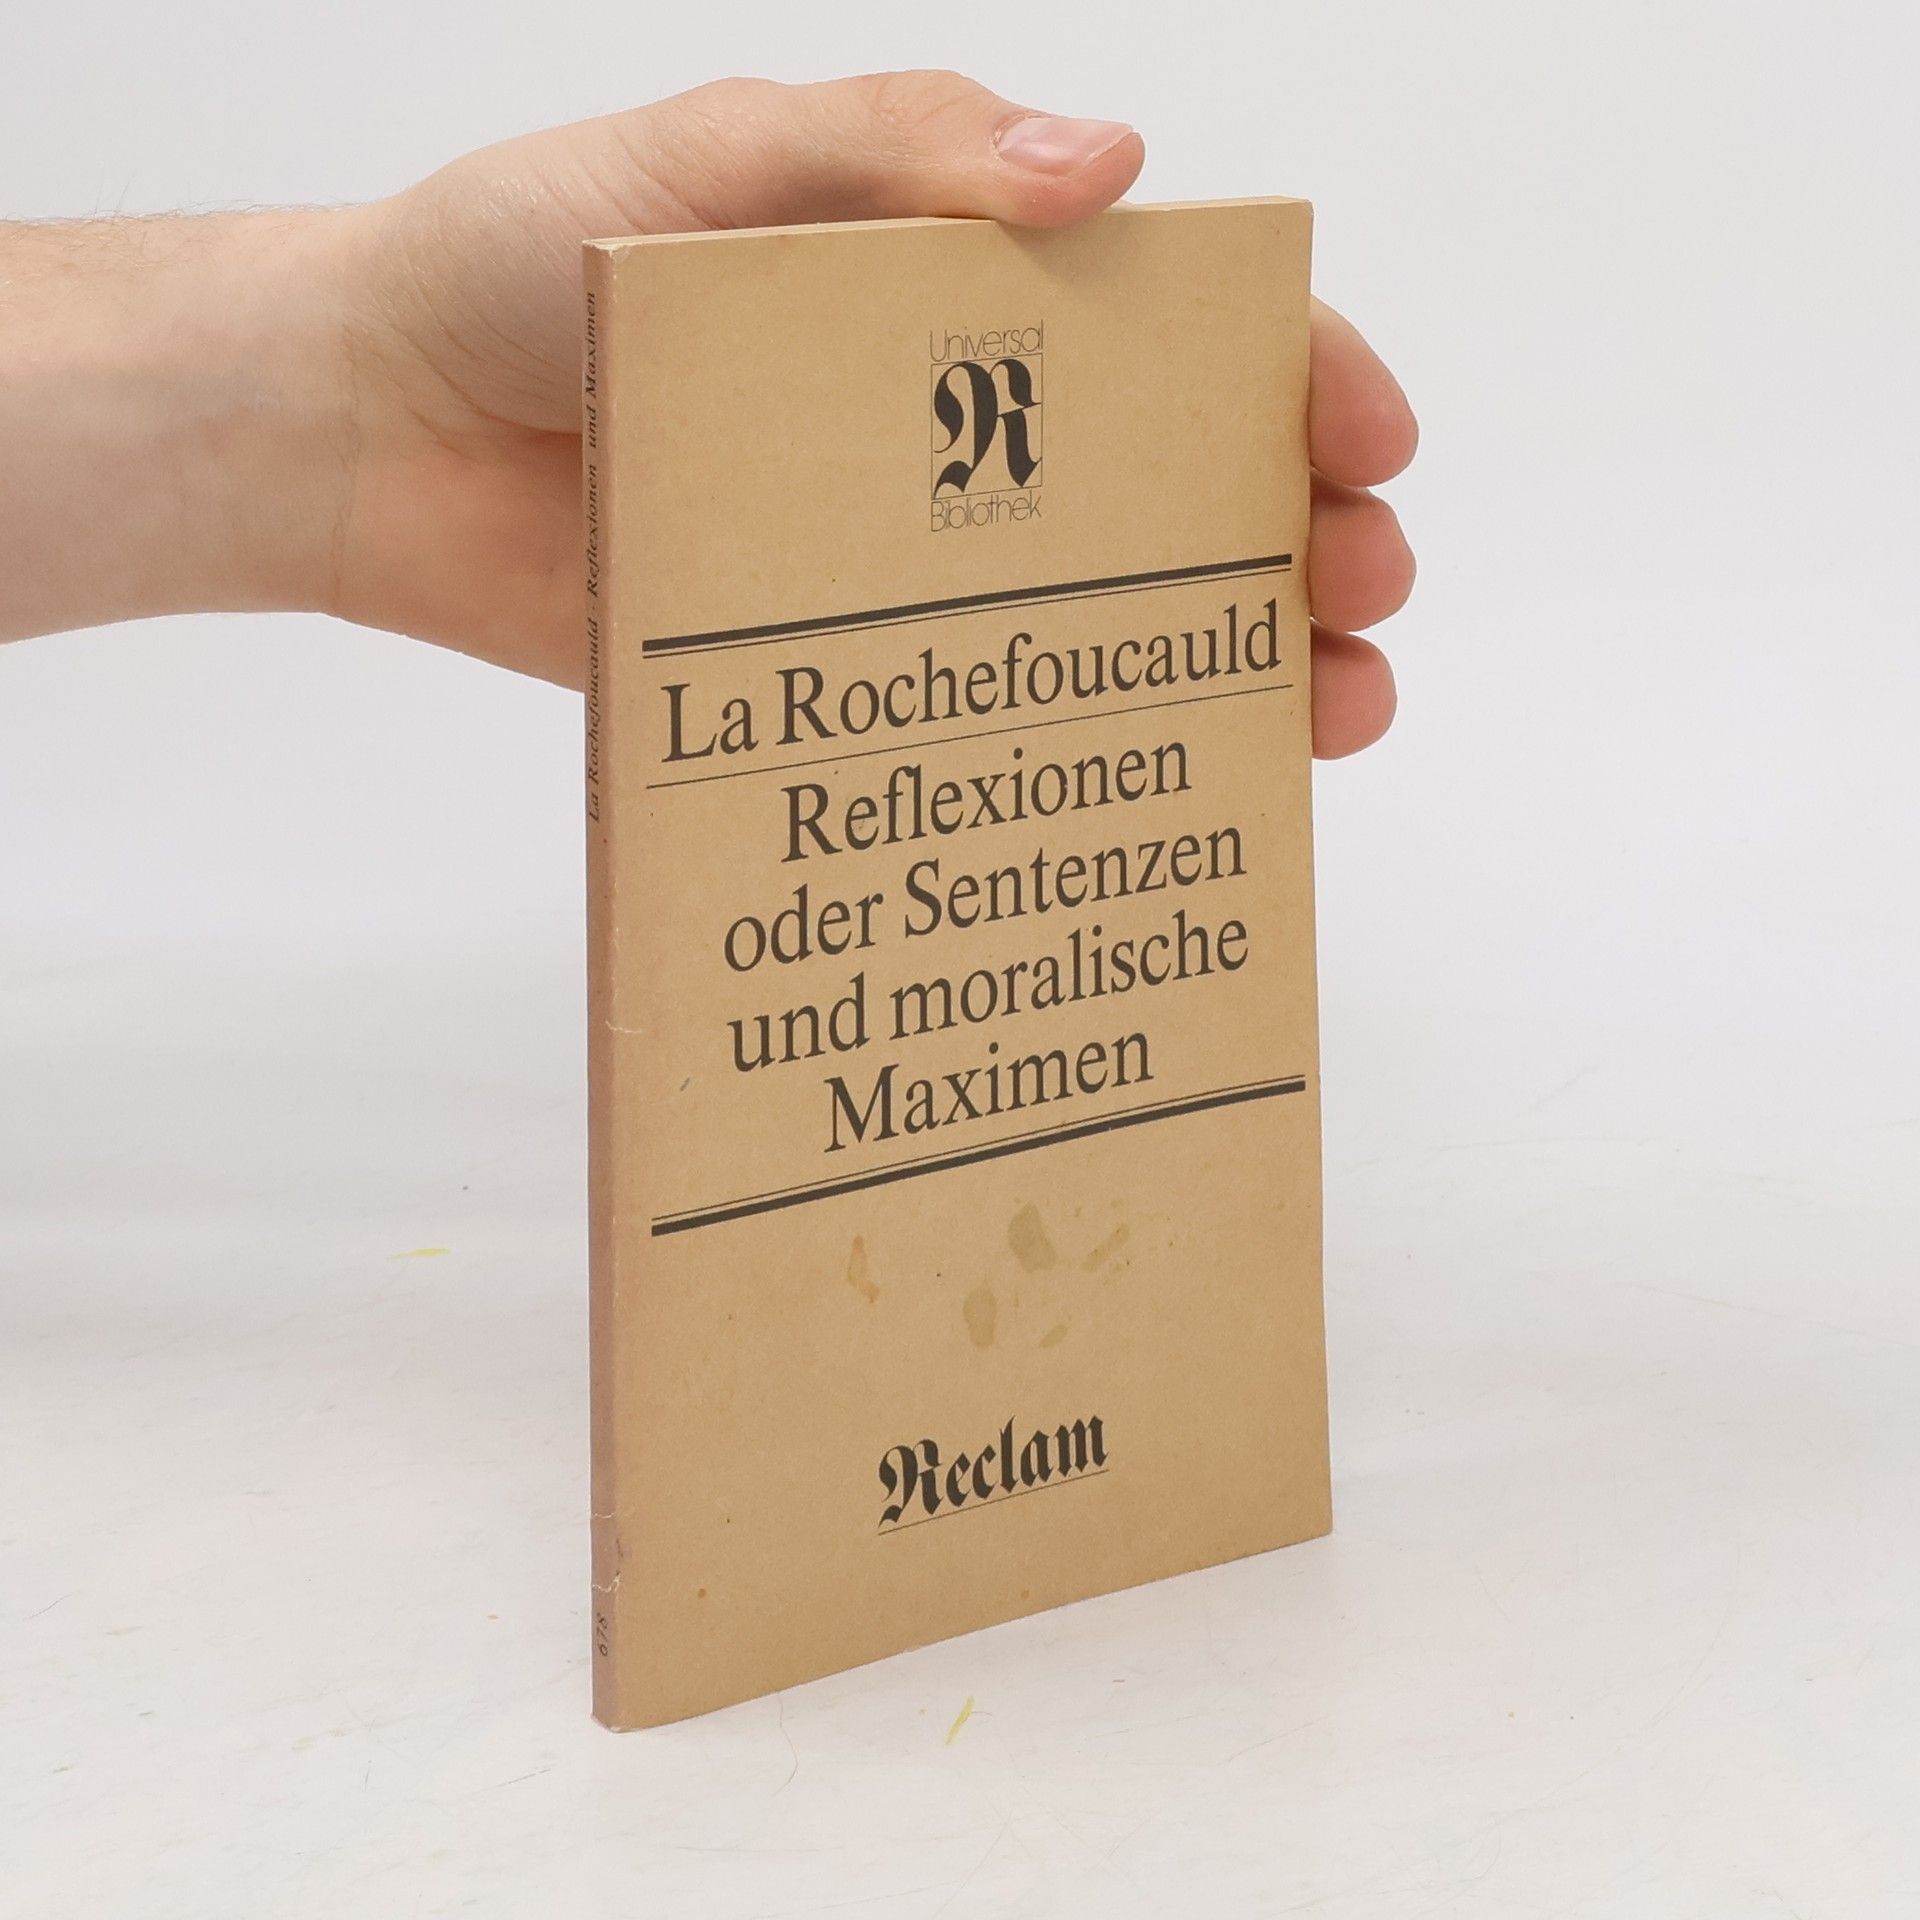 Universal
R
Bibliothek
La Rochefoucauld
Reflexionen
oder Sentenzen
und moralische
Maximen
Reclam
La Rochefoucauld · Reflexionen und Maximen
678